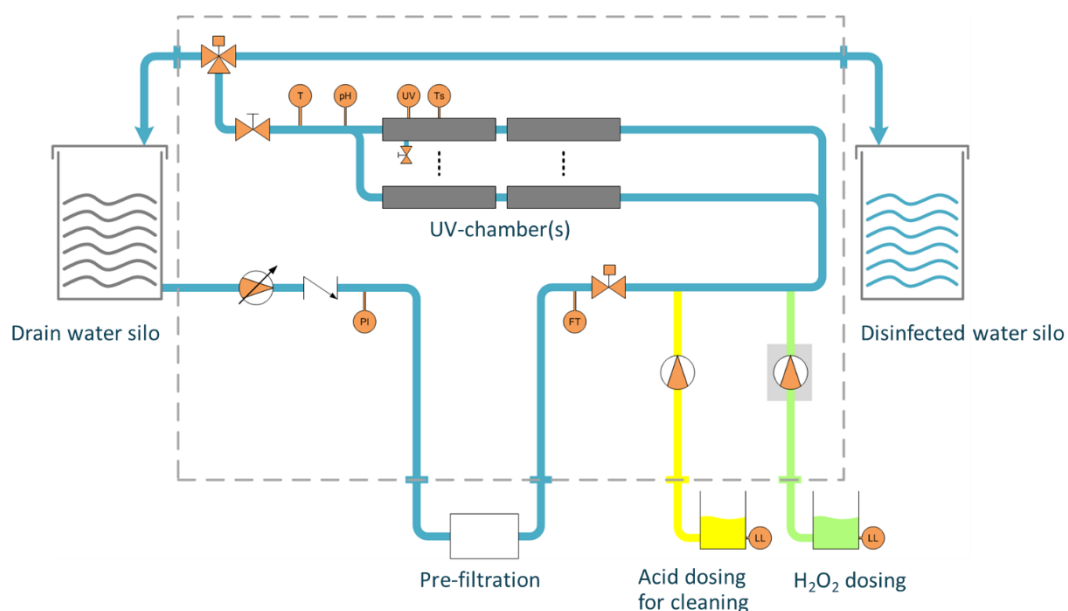 T
pH
UV
Ts
UV-chamber(s)
Drain water silo
Disinfected water silo
PI
FT
LL
LL
Pre-filtration
Acid dosing
for cleaning
H₂O₂ dosing